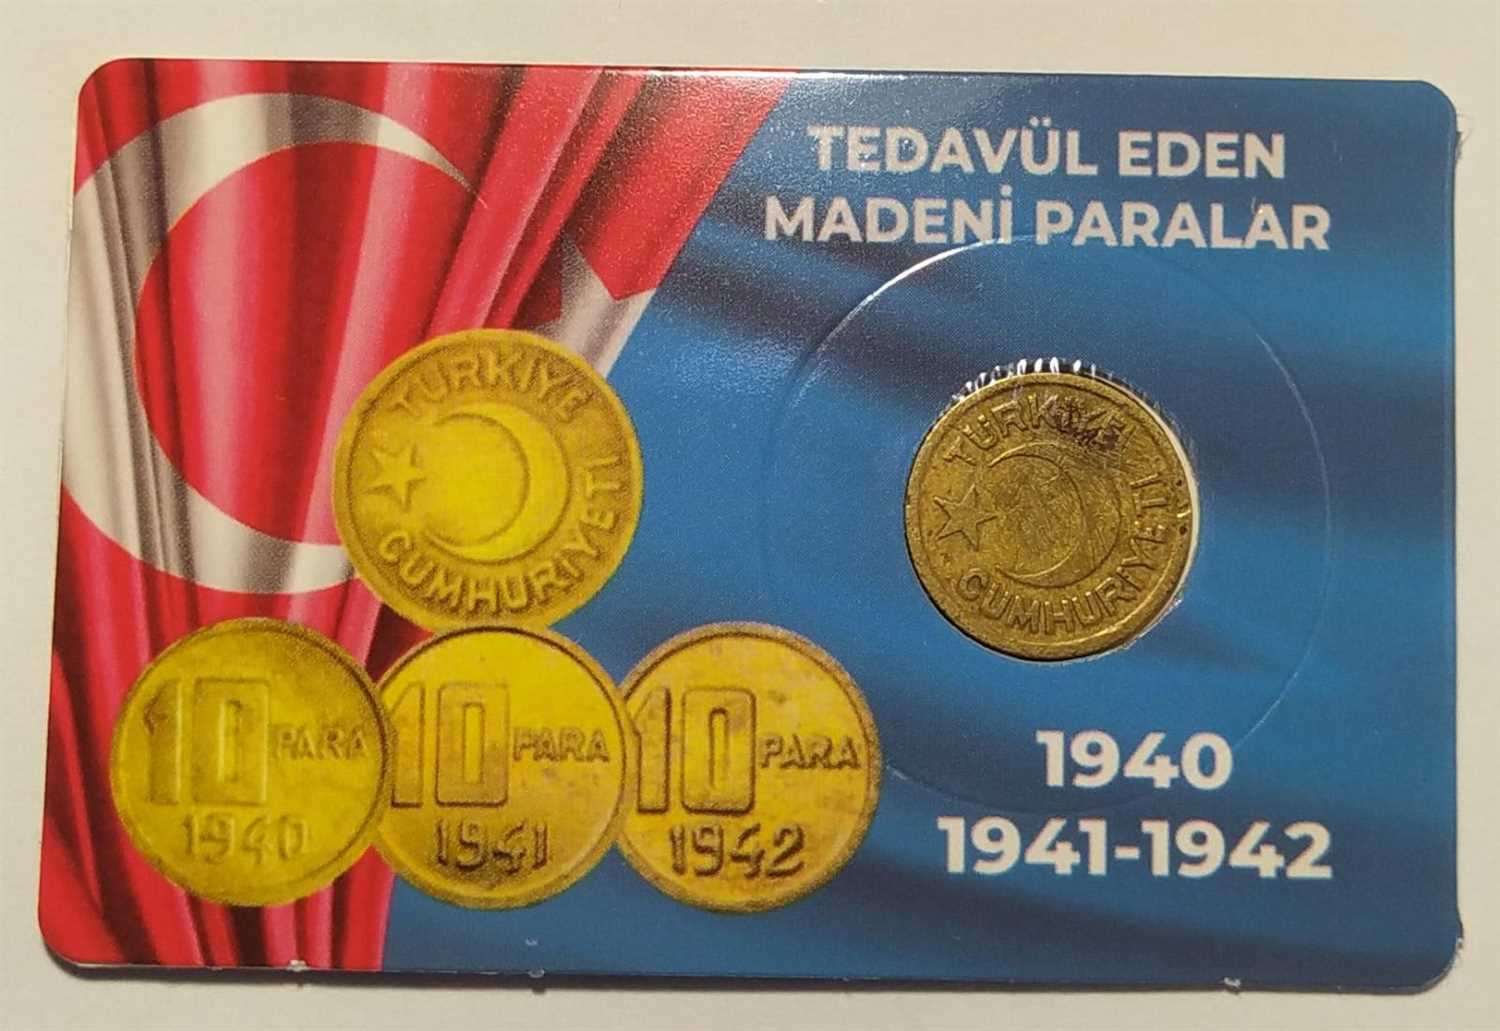 TEDAVÜL EDEN
MADENİ PARALAR
TÜRKİYE
CUMHURİYETİ
TÜRKİYE
CUMHURİYETİ
10 PARA
1940
10 PARA
1941
10 PARA
1942
1940
1941-1942